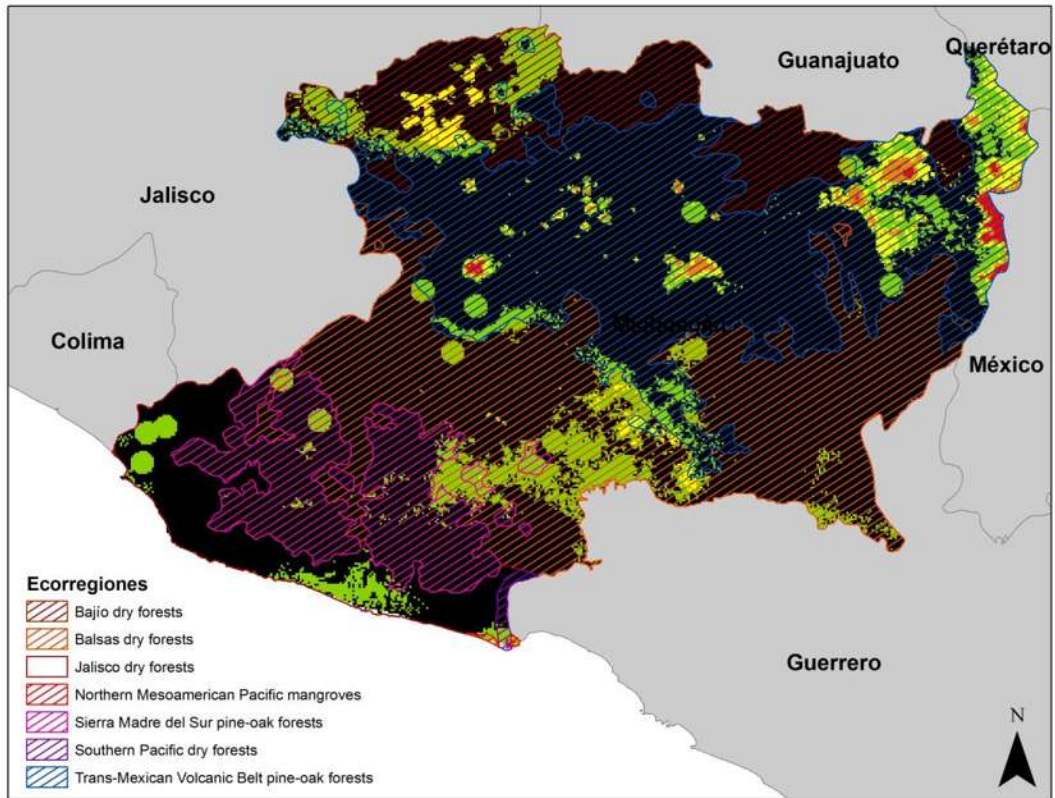 Guanajuato
Querétaro
Jalisco
Colima
México
Guerrero
Michoacán
Ecorregiones
Bajío dry forests
Balsas dry forests
Jalisco dry forests
Northern Mesoamerican Pacific mangroves
Sierra Madre del Sur pine-oak forests
Southern Pacific dry forests
Trans-Mexican Volcanic Belt pine-oak forests
N